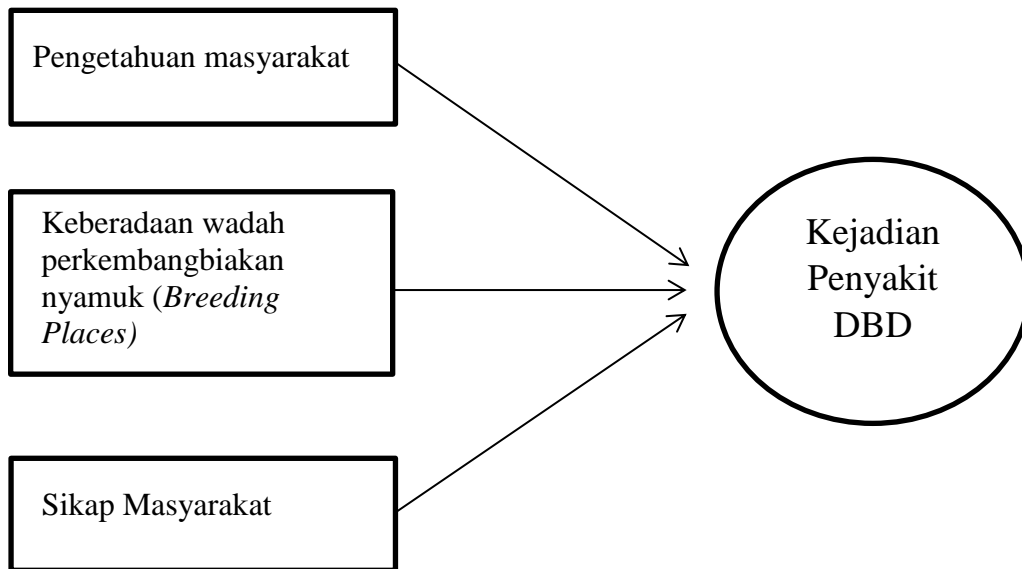 Pengetahuan masyarakat
Keberadaan wadah
perkembangbiakan
nyamuk (Breeding
Places)
Sikap Masyarakat
Kejadian
Penyakit
DBD